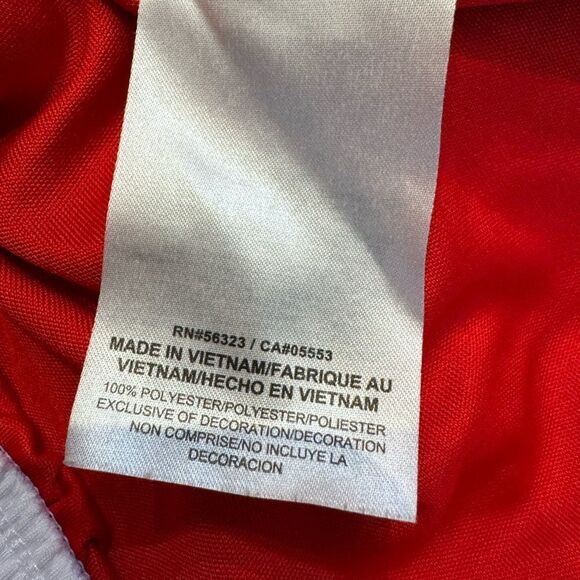 RN#56323 / CA#05553
MADE IN VIETNAM/FABRIQUE AU
VIETNAM/HECHO EN VIETNAM
100% POLYESTER/POLYESTER/POLIESTER
EXCLUSIVE OF DECORATION/DECORATION
NON COMPRISE/NO INCLUYE LA
DECORACION